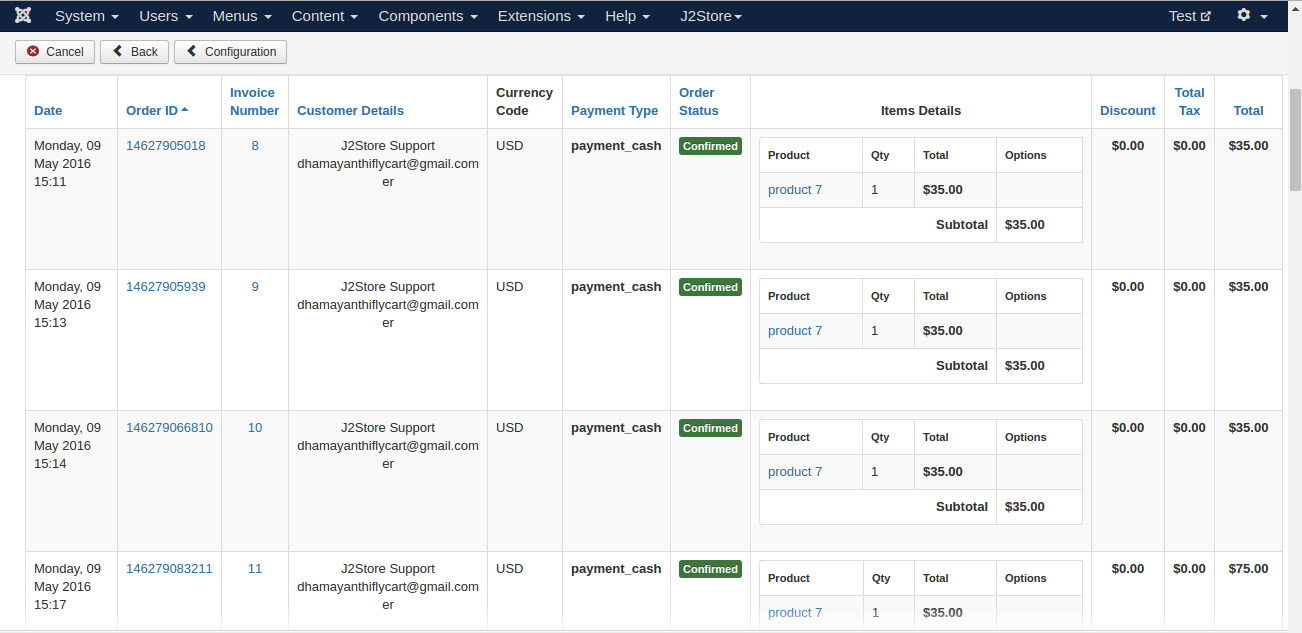 System Users Menus Content Components Extensions Help J2Store Test
Cancel Back Configuration
Date Order ID Invoice Number Customer Details Currency Code Payment Type Order Status Items Details Discount Total Tax Total
Monday, 09 May 2016 15:11
14627905018
8
J2Store Support
dhamayanthiflycart@gmail.com
er
USD
payment_cash
Confirmed
Product Qty Total Options
product 7 1 $35.00
Subtotal $35.00
$0.00
$0.00
$35.00
Monday, 09 May 2016 15:13
14627905939
9
J2Store Support
dhamayanthiflycart@gmail.com
er
USD
payment_cash
Confirmed
Product Qty Total Options
product 7 1 $35.00
Subtotal $35.00
$0.00
$0.00
$35.00
Monday, 09 May 2016 15:14
146279066810
10
J2Store Support
dhamayanthiflycart@gmail.com
er
USD
payment_cash
Confirmed
Product Qty Total Options
product 7 1 $35.00
Subtotal $35.00
$0.00
$0.00
$35.00
Monday, 09 May 2016 15:17
146279083211
11
J2Store Support
dhamayanthiflycart@gmail.com
er
USD
payment_cash
Confirmed
Product Qty Total Options
product 7 1 $35.00
$0.00
$0.00
$75.00